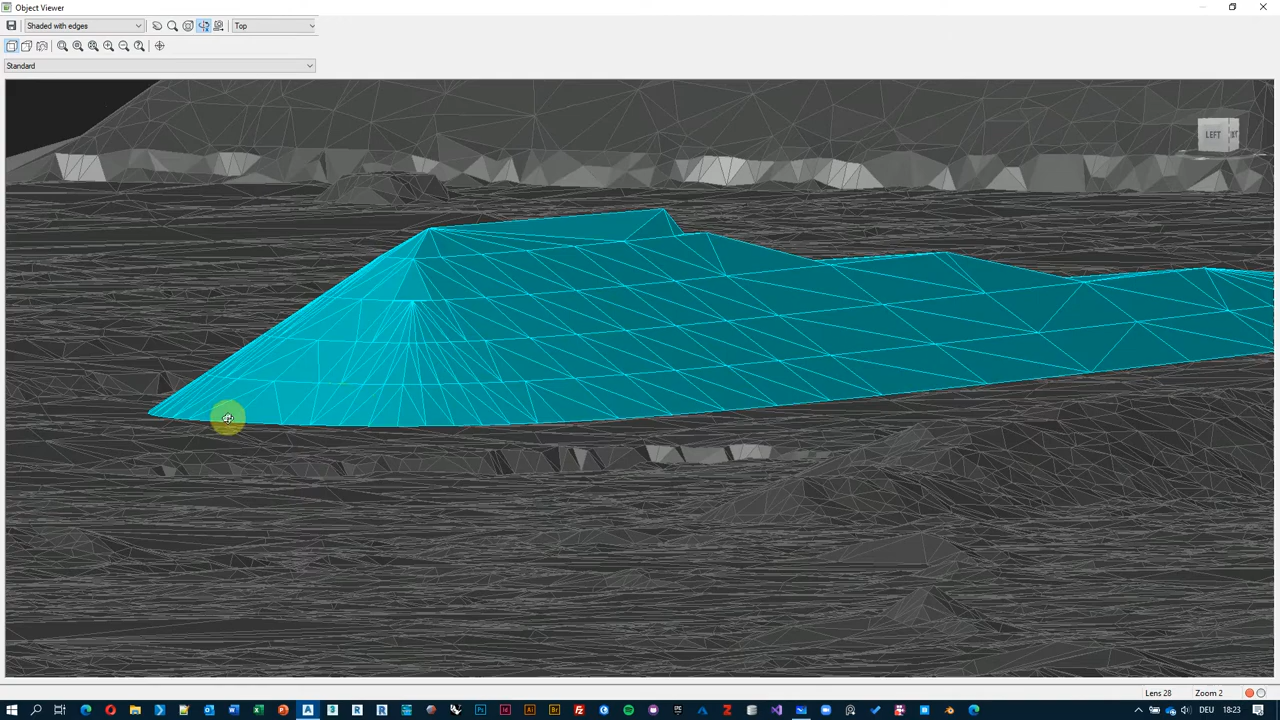 Object Viewer
Shaded with edges
Top
Standard
LEFT
Lens 28
Zoom 2
DEU
18:23